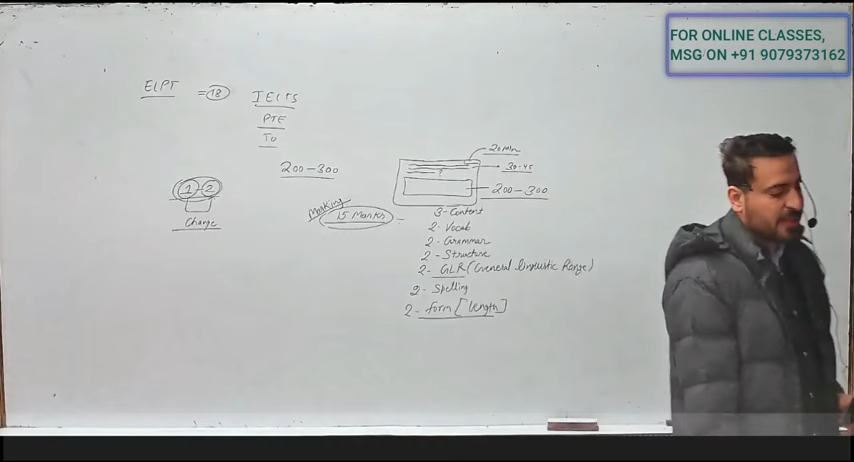 FOR ONLINE CLASSES,
MSG ON +91 9079373162
ELPT = 18
IELTS
PTE
200-300
1-2
Change
20 Min
30-45
?
200-300
Marking
15 Marks
3-Content
2- Vocab
2- Grammar
2- Structure
2- GLR (General linguistic Range)
2- Spelling
2- form [length]